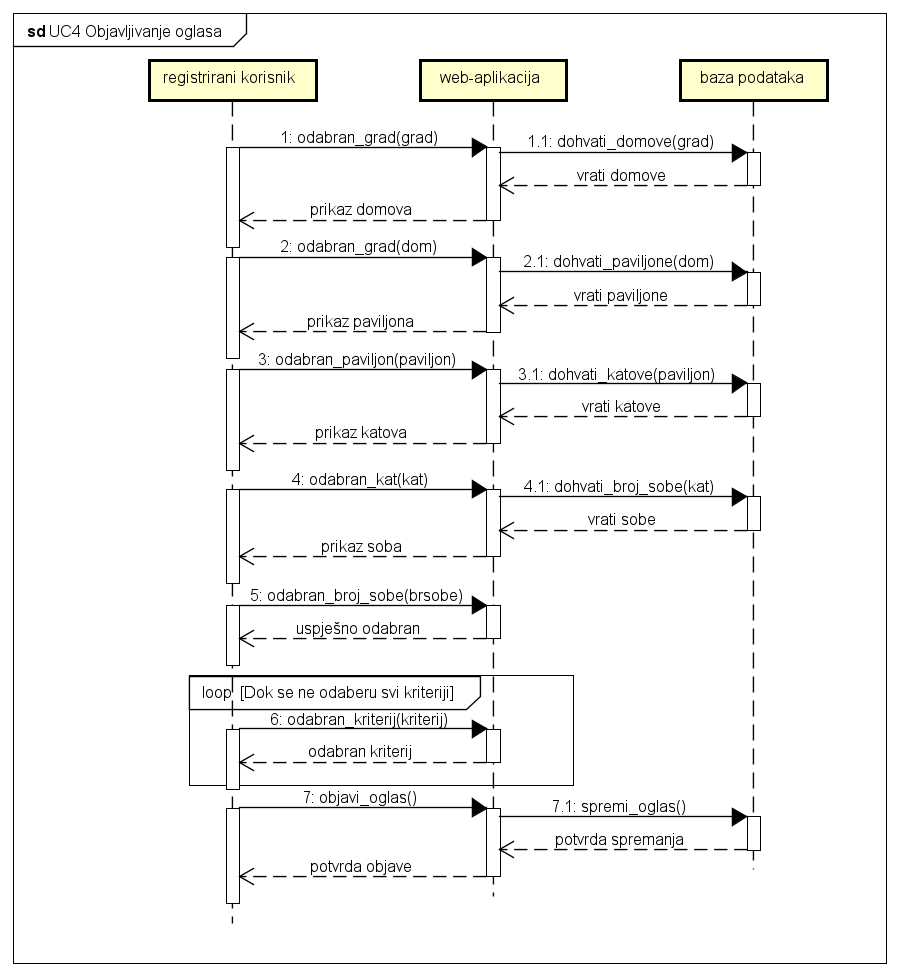 sd UC4 Objavljivanje oglasa
registrirani korisnik
web-aplikacija
baza podataka
1: odabran_grad(grad)
1.1: dohvati_domove(grad)
vrati domove
prikaz domova
2: odabran_grad(dom)
2.1: dohvati_paviljone(dom)
vrati paviljone
prikaz paviljona
3: odabran_paviljon(paviljon)
3.1: dohvati_katove(paviljon)
vrati katove
prikaz katova
4: odabran_kat(kat)
4.1: dohvati_broj_sobe(kat)
vrati sobe
prikaz soba
5: odabran_broj_sobe(brsobe)
uspješno odabran
loop [Dok se ne odaberu svi kriteriji]
6: odabran_kriterij(kriterij)
odabran kriterij
7: objavi_oglas()
7.1: spremi_oglas()
potvrda spremanja
potvrda objave